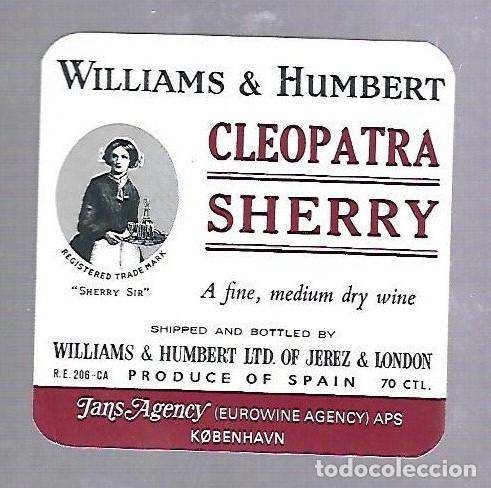 WILLIAMS & HUMBERT
CLEOPATRA
SHERRY
REGISTERED TRADE MARK
"SHERRY SIR"
A fine, medium dry wine
SHIPPED AND BOTTLED BY
WILLIAMS & HUMBERT LTD. OF JEREZ & LONDON
R.E. 206-CA PRODUCE OF SPAIN 70 CTL.
Jans Agency (EUROWINE AGENCY) APS
KØBENHAVN
todocoleccion